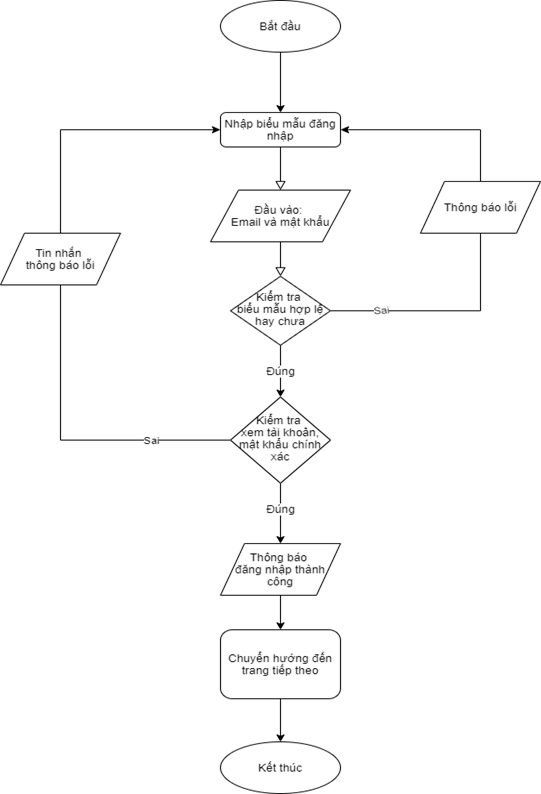 Bắt đầu
Nhập biểu mẫu đăng
nhập
Đầu vào:
Email và mật khẩu
Thông báo lỗi
Tin nhắn
thông báo lỗi
Kiểm tra
biểu mẫu hợp lệ
hay chưa
Sai
Đúng
Kiểm tra
xem tài khoản,
mật khẩu chính
xác
Sai
Đúng
Thông báo
đăng nhập thành
công
Chuyển hướng đến
trang tiếp theo
Kết thúc